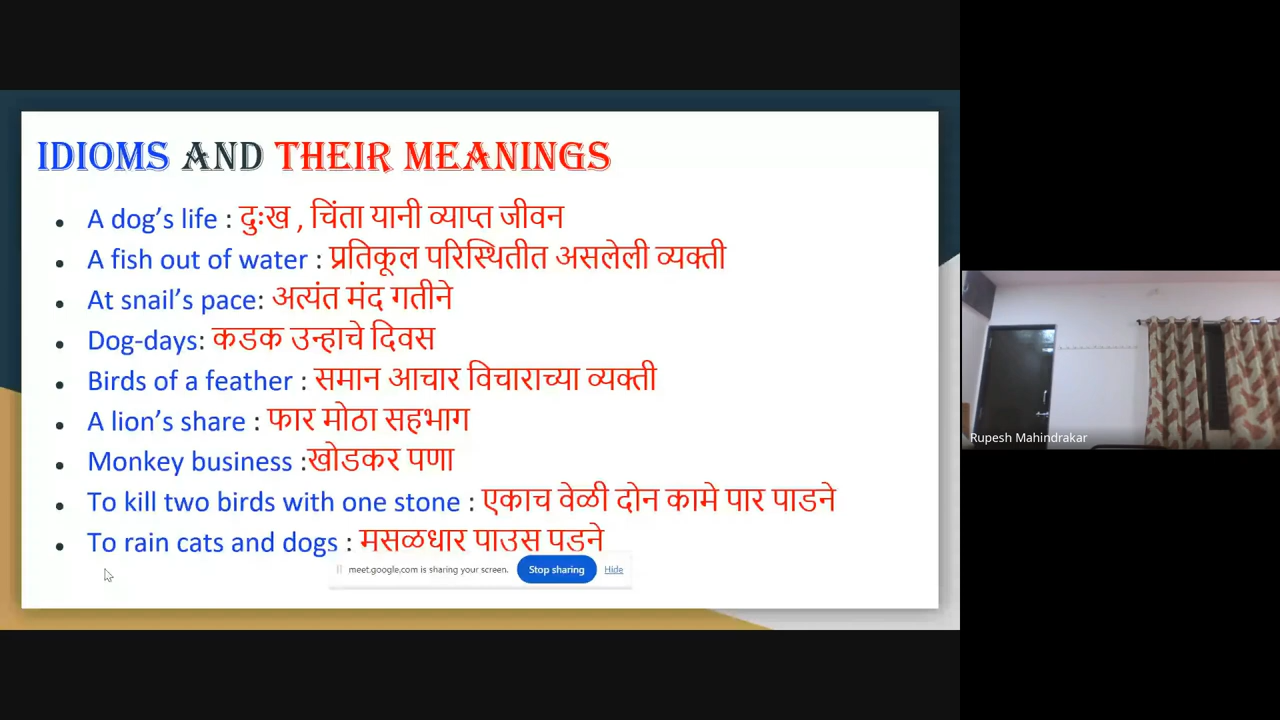 IDIOMS AND THEIR MEANINGS
A dog's life : दुःख , चिंता यानी व्याप्त जीवन
A fish out of water : प्रतिकूल परिस्थितीत असलेली व्यक्ती
At snail's pace: अत्यंत मंद गतीने
Dog-days: कडक उन्हाचे दिवस
Birds of a feather : समान आचार विचाराच्या व्यक्ती
A lion's share : फार मोठा सहभाग
Monkey business :खोडकर पणा
To kill two birds with one stone : एकाच वेळी दोन कामे पार पाडने
To rain cats and dogs : मसळधार पाउस पडने
meet.google.com is sharing your screen. Stop sharing Hide
Rupesh Mahindrakar